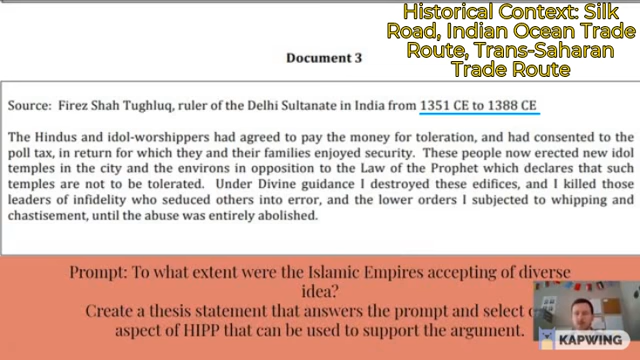 Historical Context: Silk
Road, Indian Ocean Trade
Route, Trans-Saharan
Trade Route
Document 3
Source: Firez Shah Tughluq, ruler of the Delhi Sultanate in India from 1351 CE to 1388 CE
The Hindus and idol-worshippers had agreed to pay the money for toleration, and had consented to the
poll tax, in return for which they and their families enjoyed security. These people now erected new idol
temples in the city and the environs in opposition to the Law of the Prophet which declares that such
temples are not to be tolerated. Under Divine guidance I destroyed these edifices, and I killed those
leaders of infidelity who seduced others into error, and the lower orders I subjected to whipping and
chastisement, until the abuse was entirely abolished.
Prompt: To what extent were the Islamic Empires accepting of diverse
idea?
Create a thesis statement that answers the prompt and select
aspect of HIPP that can be used to support the argument.
KAPWING